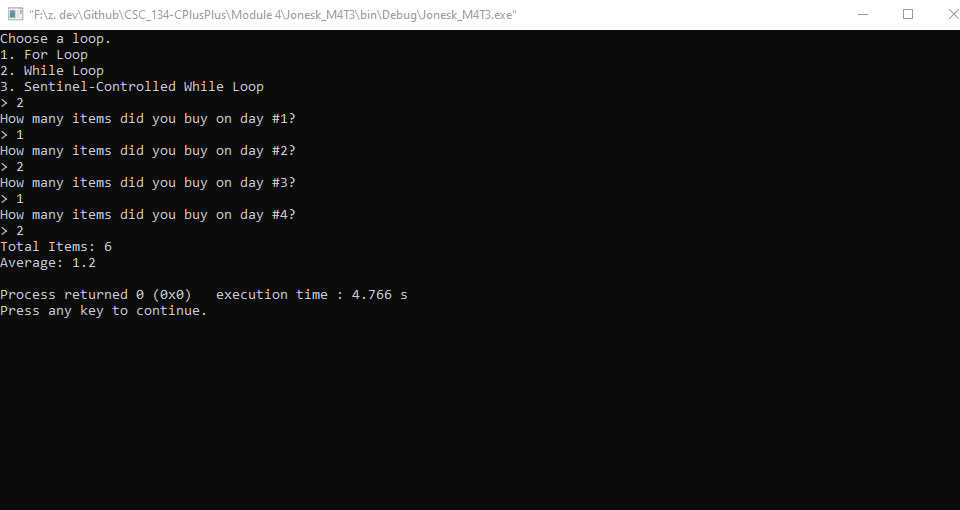 "F:\z. dev\Github\CSC_134-CPlusPlus\Module 4\Jonesk_M4T3\bin\Debug\Jonesk_M4T3.exe"
Choose a loop.
1. For Loop
2. While Loop
3. Sentinel-Controlled While Loop
> 2
How many items did you buy on day #1?
> 1
How many items did you buy on day #2?
> 2
How many items did you buy on day #3?
> 1
How many items did you buy on day #4?
> 2
Total Items: 6
Average: 1.2
Process returned 0 (0x0)   execution time : 4.766 s
Press any key to continue.